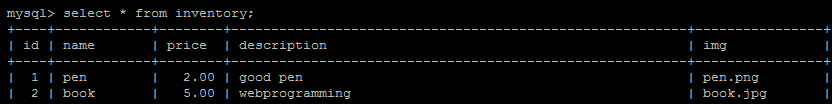 mysql> select * from inventory;
+----+------------+--------+----------------------------------------------------------+----------------+
| id | name       | price  | description                                              | img            |
+----+------------+--------+----------------------------------------------------------+----------------+
|  1 | pen        |   2.00 | good pen                                                 | pen.png        |
|  2 | book       |   5.00 | webprogramming                                           | book.jpg       |